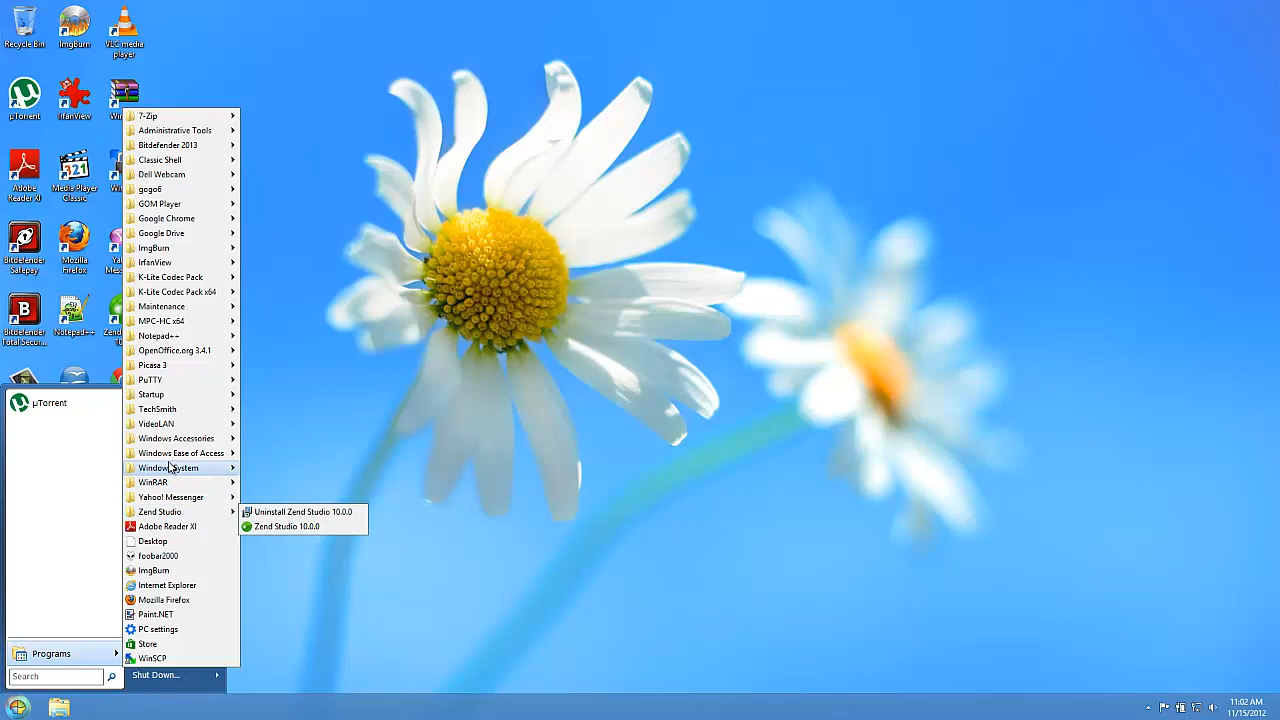 Recycle Bin
ImgBurn
VLC media
player
µTorrent
IrfanView
Win
Adobe
Reader XI
Media Player
Classic
Win
Bitdefender
Safepay
Mozilla
Firefox
Ya
Mess
Bitdefender
Total Secur...
Notepad++
Zend
10
7-Zip
Administrative Tools
Bitdefender 2013
Classic Shell
Dell Webcam
gogo6
GOM Player
Google Chrome
Google Drive
ImgBurn
IrfanView
K-Lite Codec Pack
K-Lite Codec Pack x64
Maintenance
MPC-HC x64
Notepad++
OpenOffice.org 3.4.1
Picasa 3
PuTTY
Startup
TechSmith
VideoLAN
Windows Accessories
Windows Ease of Access
Windows System
WinRAR
Yahoo! Messenger
Zend Studio
Adobe Reader XI
Desktop
foobar2000
ImgBurn
Internet Explorer
Mozilla Firefox
Paint.NET
PC settings
Store
WinSCP
Uninstall Zend Studio 10.0.0
Zend Studio 10.0.0
µTorrent
Programs
Search
Shut Down...
11:02 AM
11/15/2012